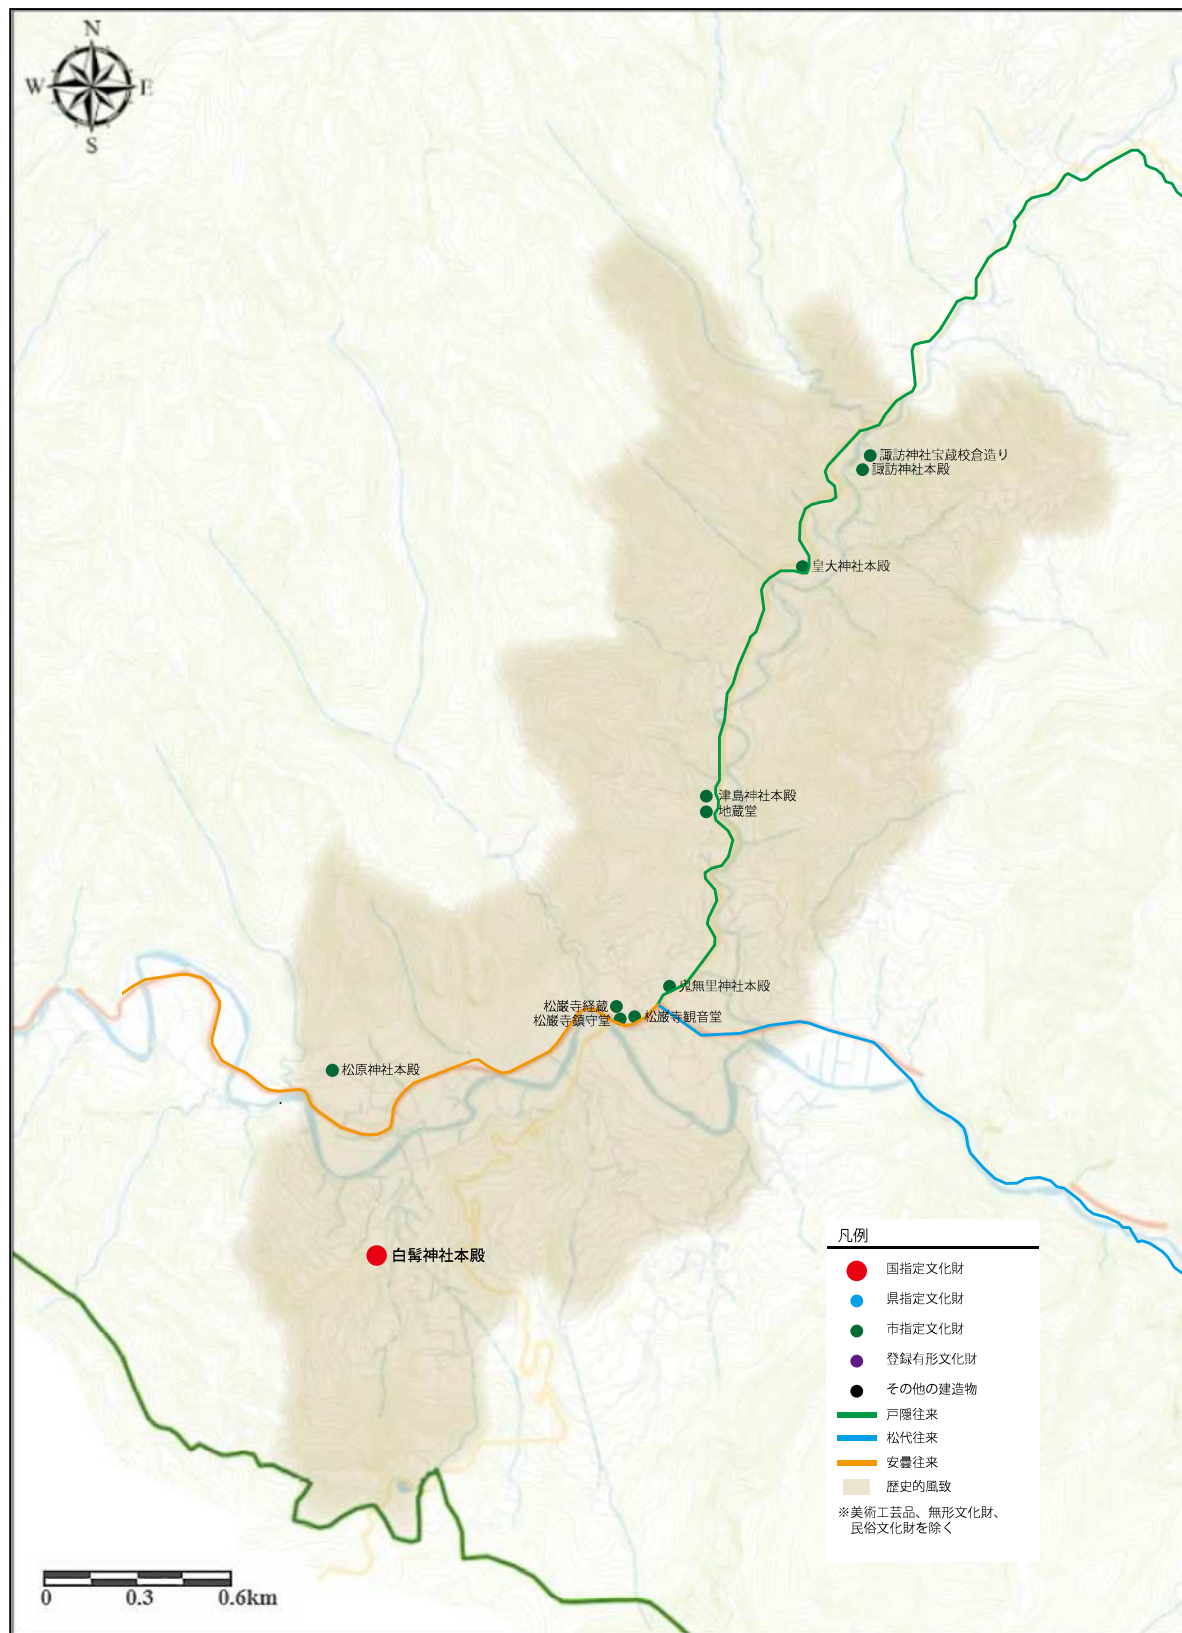 N
W E
S
諏訪神社宝蔵校倉造り
諏訪神社本殿
皇大神社本殿
津島神社本殿
地蔵堂
鬼無里神社本殿
松巌寺経蔵
松巌寺鎮守堂
松巌寺観音堂
松原神社本殿
白髯神社本殿
凡例
国指定文化財
県指定文化財
市指定文化財
登録有形文化財
その他の建造物
戸隠往来
松代往来
安曇往来
歴史的風致
※美術工芸品、無形文化財、
民俗文化財を除く
0 0.3 0.6km